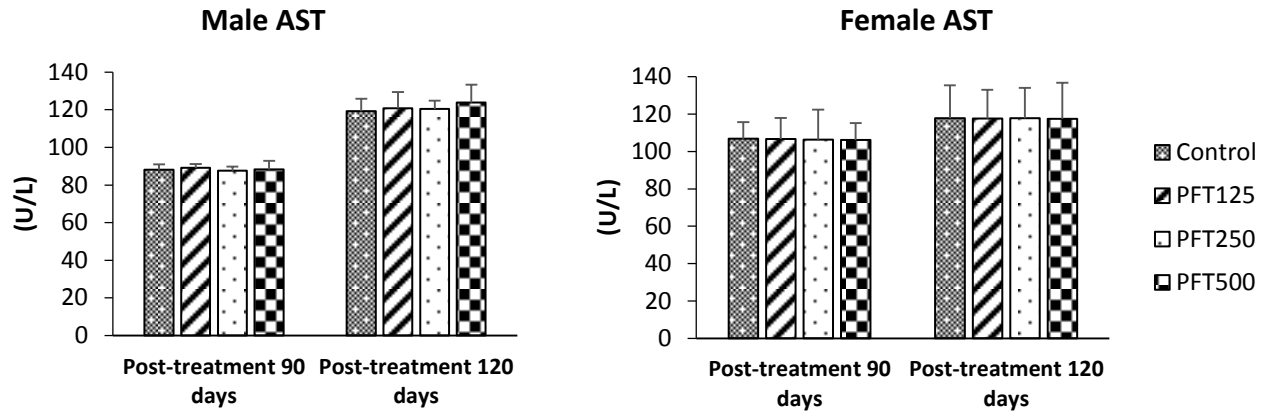 Male AST
(U/L)
140
120
100
80
60
40
20
0
Post-treatment 90
days
Post-treatment 120
days
Female AST
(U/L)
140
120
100
80
60
40
20
0
Post-treatment 90
days
Post-treatment 120
days
Control
PFT125
PFT250
PFT500